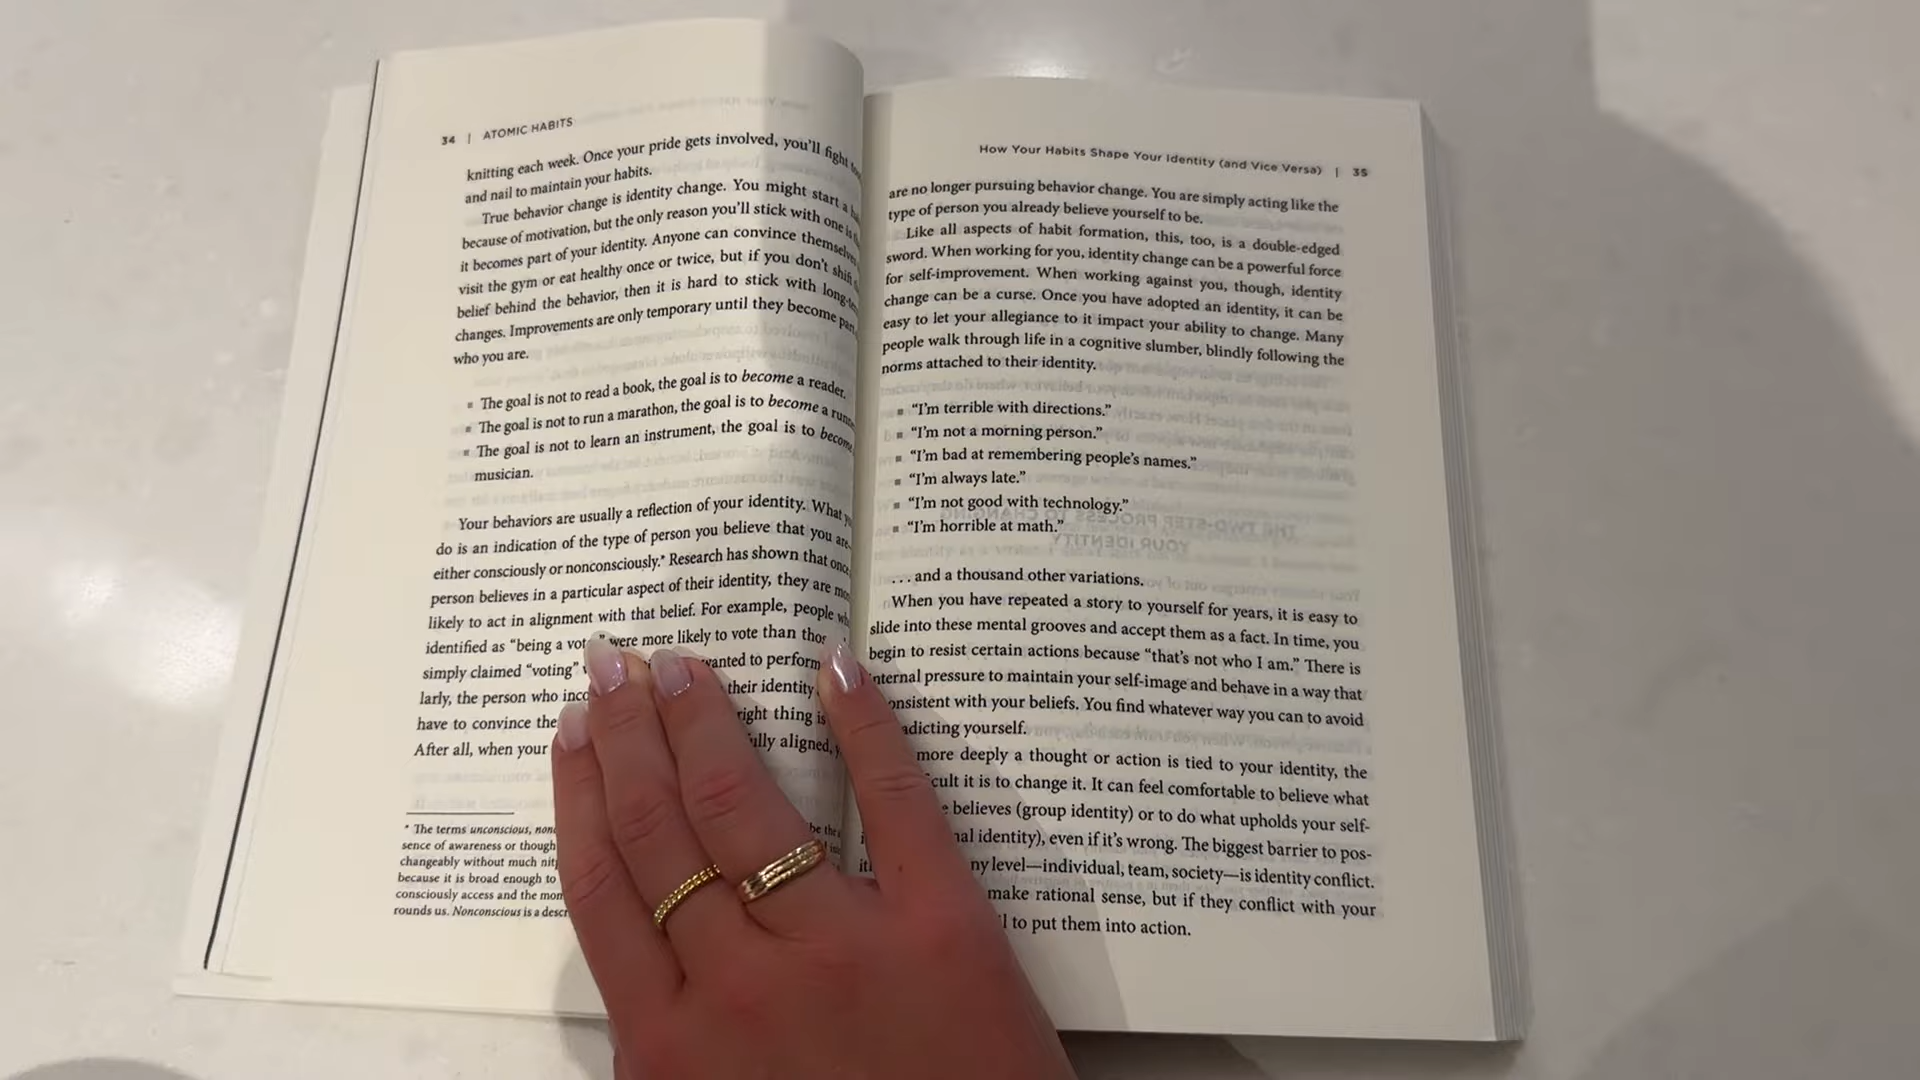 34 | ATOMIC HABITS
knitting each week. Once your pride gets involved, you'll fight
and nail to maintain your habits.
True behavior change is identity change. You might start a
because of motivation, but the only reason you'll stick with one is
it becomes part of your identity. Anyone can convince themselves
visit the gym or eat healthy once or twice, but if you don't shift
belief behind the behavior, then it is hard to stick with
changes. Improvements are only temporary until they become
who you are.
▪ The goal is not to read a book, the goal is to become a reader.
▪ The goal is not to run a marathon, the goal is to become a
▪ The goal is not to learn an instrument, the goal is to
musician.
Your behaviors are usually a reflection of your identity. What
do is an indication of the type of person you believe that you are
either consciously or nonconsciously.* Research has shown that
person believes in a particular aspect of their identity, they are
likely to act in alignment with that belief. For example, people
identified as “being a were more likely to vote than
simply claimed “voting” wanted to perform
larly, the person who their identity
have to convince right thing is
After all, when your fully aligned,
* The terms unconscious,
sence of awareness or be the
changeably without much
because it is broad enough to
consciously access and the
rounds us. Nonconscious is a
How Your Habits Shape Your Identity (and Vice Versa) | 35
are no longer pursuing behavior change. You are simply acting like the
type of person you already believe yourself to be.
Like all aspects of habit formation, this, too, is a double-edged
sword. When working for you, identity change can be a powerful force
for self-improvement. When working against you, though, identity
change can be a curse. Once you have adopted an identity, it can be
easy to let your allegiance to it impact your ability to change. Many
people walk through life in a cognitive slumber, blindly following the
norms attached to their identity.
▪ “I'm terrible with directions.”
▪ “I'm not a morning person.”
▪ “I'm bad at remembering people's names.”
▪ “I'm always late.”
▪ “I'm not good with technology.”
▪ “I'm horrible at math.”
. . . and a thousand other variations.
When you have repeated a story to yourself for years, it is easy to
slide into these mental grooves and accept them as a fact. In time, you
begin to resist certain actions because “that's not who I am.” There is
internal pressure to maintain your self-image and behave in a way that
consistent with your beliefs. You find whatever way you can to avoid
yourself.
more deeply a thought or action is tied to your identity, the
it is to change it. It can feel comfortable to believe what
believes (group identity) or to do what upholds your self-
identity), even if it's wrong. The biggest barrier to pos-
level—individual, team, society—is identity conflict.
make rational sense, but if they conflict with your
to put them into action.